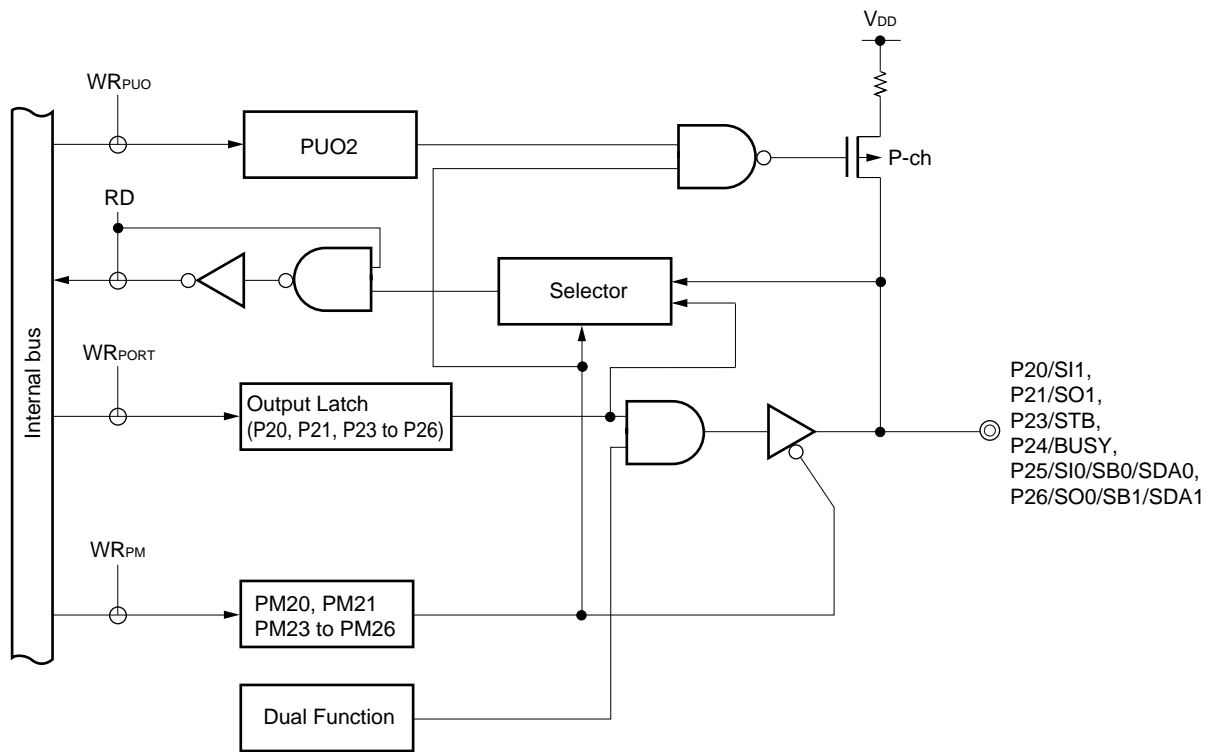 VDD
WRPUO
PUO2
P-ch
RD
Selector
Internal bus
WRPORT
Output Latch
(P20, P21, P23 to P26)
P20/SI1,
P21/SO1,
P23/STB,
P24/BUSY,
P25/SI0/SB0/SDA0,
P26/SO0/SB1/SDA1
WRPM
PM20, PM21
PM23 to PM26
Dual Function